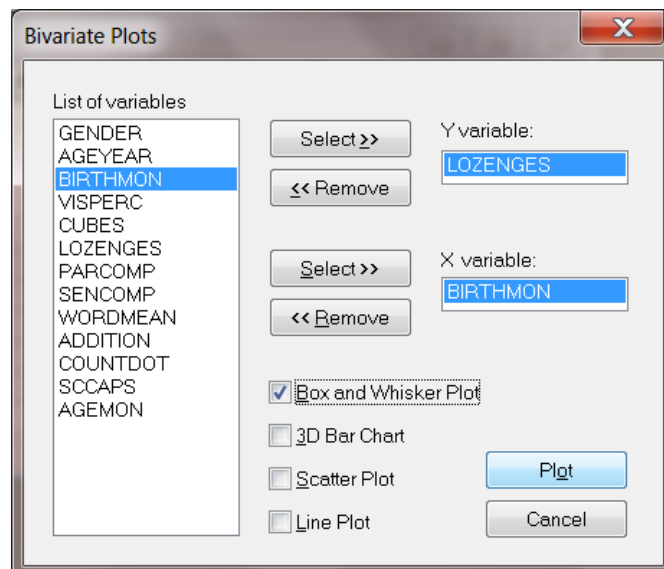 Bivariate Plots
X
List of variables
GENDER
AGEYEAR
BIRTHMON
VISPERC
CUBES
LOZENGES
PARCOMP
SENCOMP
WORDMEAN
ADDITION
COUNTDOT
SCCAPS
AGEMON
Select >>
<< Remove
Y variable:
LOZENGES
Select >>
<< Remove
X variable:
BIRTHMON
Box and Whisker Plot
3D Bar Chart
Scatter Plot
Line Plot
Plot
Cancel